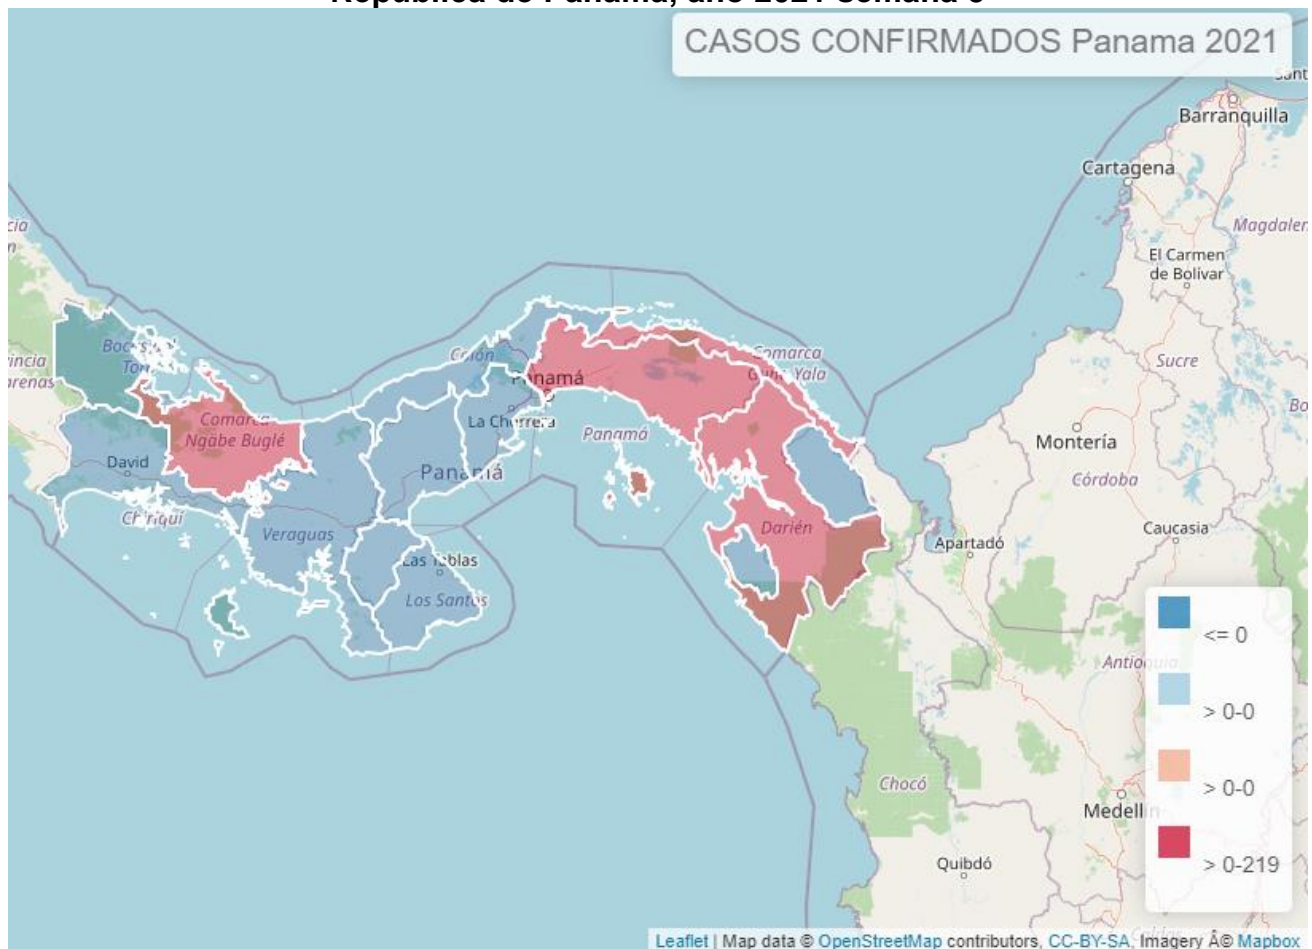 CASOS CONFIRMADOS Panama 2021
Barranquilla
Cartagena
Magdalen
El Carmen
de Bolívar
Sucre
Montería
Córdoba
Caucasia
Apartadó
Antioquia
Chocó
Medellín
Quibdó
Comarca
Ngäbe Buglé
David
Chiriquí
Veraguas
Las Tablas
Los Santos
Colón
Panamá
La Chorrera
Panamá
Panamá
Comarca
Darién
<= 0
> 0-0
> 0-0
> 0-219
Leaflet | Map data © OpenStreetMap contributors, CC-BY-SA, Imagery Â© Mapbox